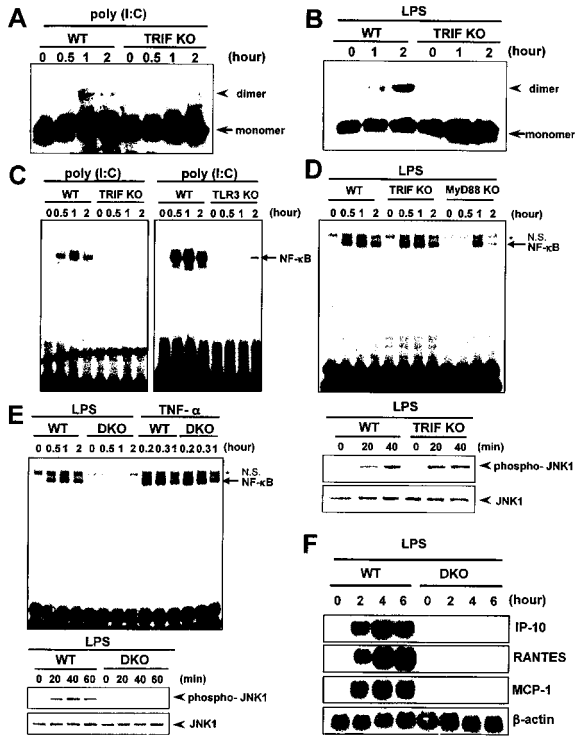 A
poly (I:C)
WT TRIF KO
0 0.5 1 2 0 0.5 1 2 (hour)
dimer
monomer
B
LPS
WT TRIF KO
0 1 2 0 1 2 (hour)
dimer
monomer
C
poly (I:C) poly (I:C)
WT TRIF KO WT TLR3 KO
0 0.5 1 2 0 0.5 1 2 0 0.5 1 2 0 0.5 1 2 (hour)
NF-κB
D
LPS
WT TRIF KO MyD88 KO
0 0.5 1 2 0 0.5 1 2 0 0.5 1 2 (hour)
N.S.
NF-κB
LPS
WT TRIF KO
0 20 40 0 20 40 (min)
phospho- JNK1
JNK1
E
LPS TNF- α
WT DKO WT DKO
0 0.5 1 2 0 0.5 1 2 0.2 0.3 1 0.2 0.3 1 (hour)
N.S.
NF-κB
LPS
WT DKO
0 20 40 60 0 20 40 60 (min)
phospho- JNK1
JNK1
F
LPS
WT DKO
0 2 4 6 0 2 4 6 (hour)
IP-10
RANTES
MCP-1
β-actin